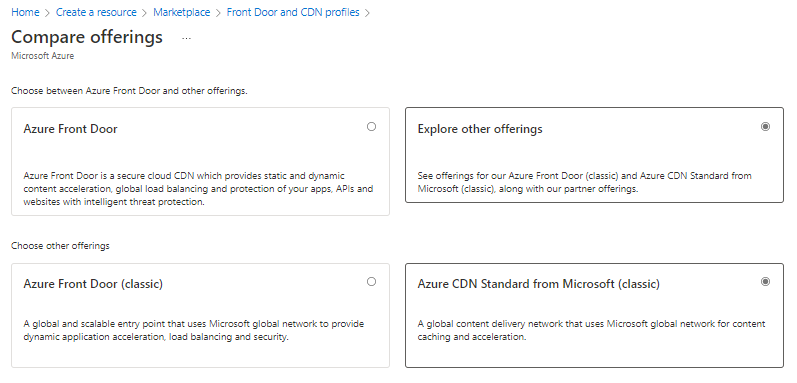 Home > Create a resource > Marketplace > Front Door and CDN profiles >
Compare offerings ...
Microsoft Azure
Choose between Azure Front Door and other offerings.
Azure Front Door
Azure Front Door is a secure cloud CDN which provides static and dynamic
content acceleration, global load balancing and protection of your apps, APIs and
websites with intelligent threat protection.
Explore other offerings
See offerings for our Azure Front Door (classic) and Azure CDN Standard from
Microsoft (classic), along with our partner offerings.
Choose other offerings
Azure Front Door (classic)
A global and scalable entry point that uses Microsoft global network to provide
dynamic application acceleration, load balancing and security.
Azure CDN Standard from Microsoft (classic)
A global content delivery network that uses Microsoft global network for content
caching and acceleration.